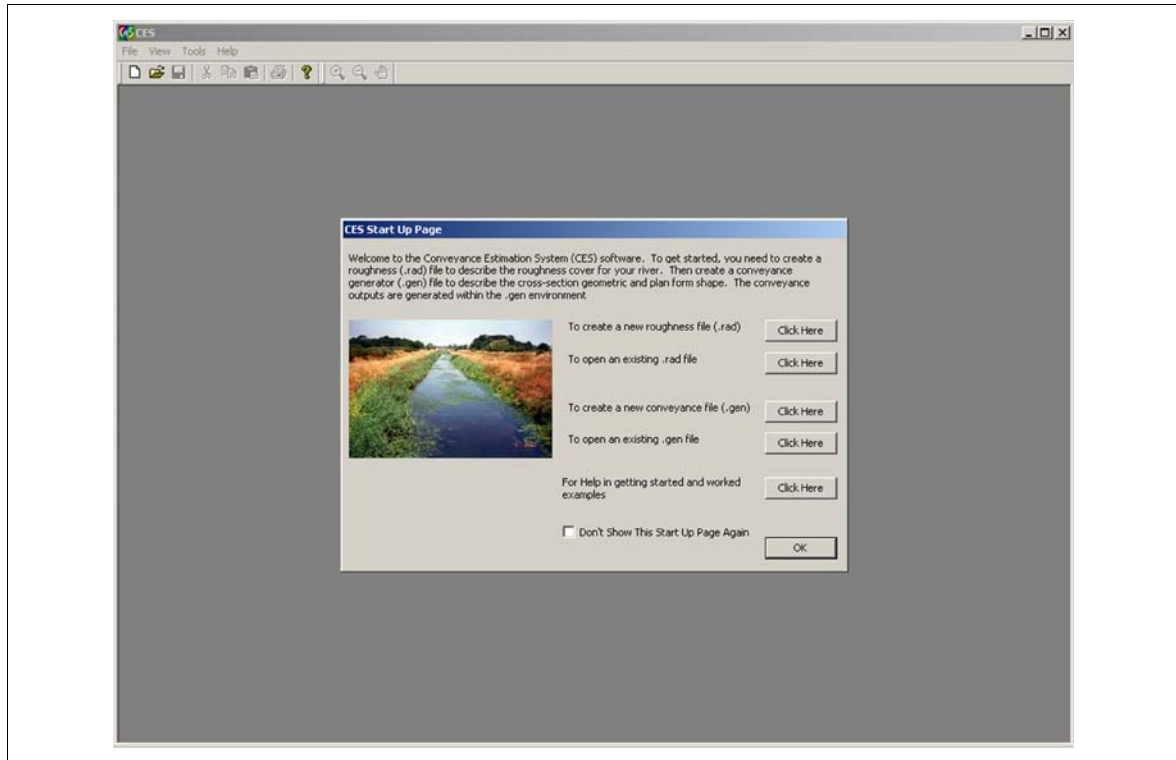 CES
File View Tools Help
CES Start Up Page
Welcome to the Conveyance Estimation System (CES) software. To get started, you need to create a
roughness (.rad) file to describe the roughness cover for your river. Then create a conveyance
generator (.gen) file to describe the cross-section geometric and plan form shape. The conveyance
outputs are generated within the .gen environment
To create a new roughness file (.rad)
Click Here
To open an existing .rad file
Click Here
To create a new conveyance file (.gen)
Click Here
To open an existing .gen file
Click Here
For Help in getting started and worked
examples
Click Here
Don't Show This Start Up Page Again
OK